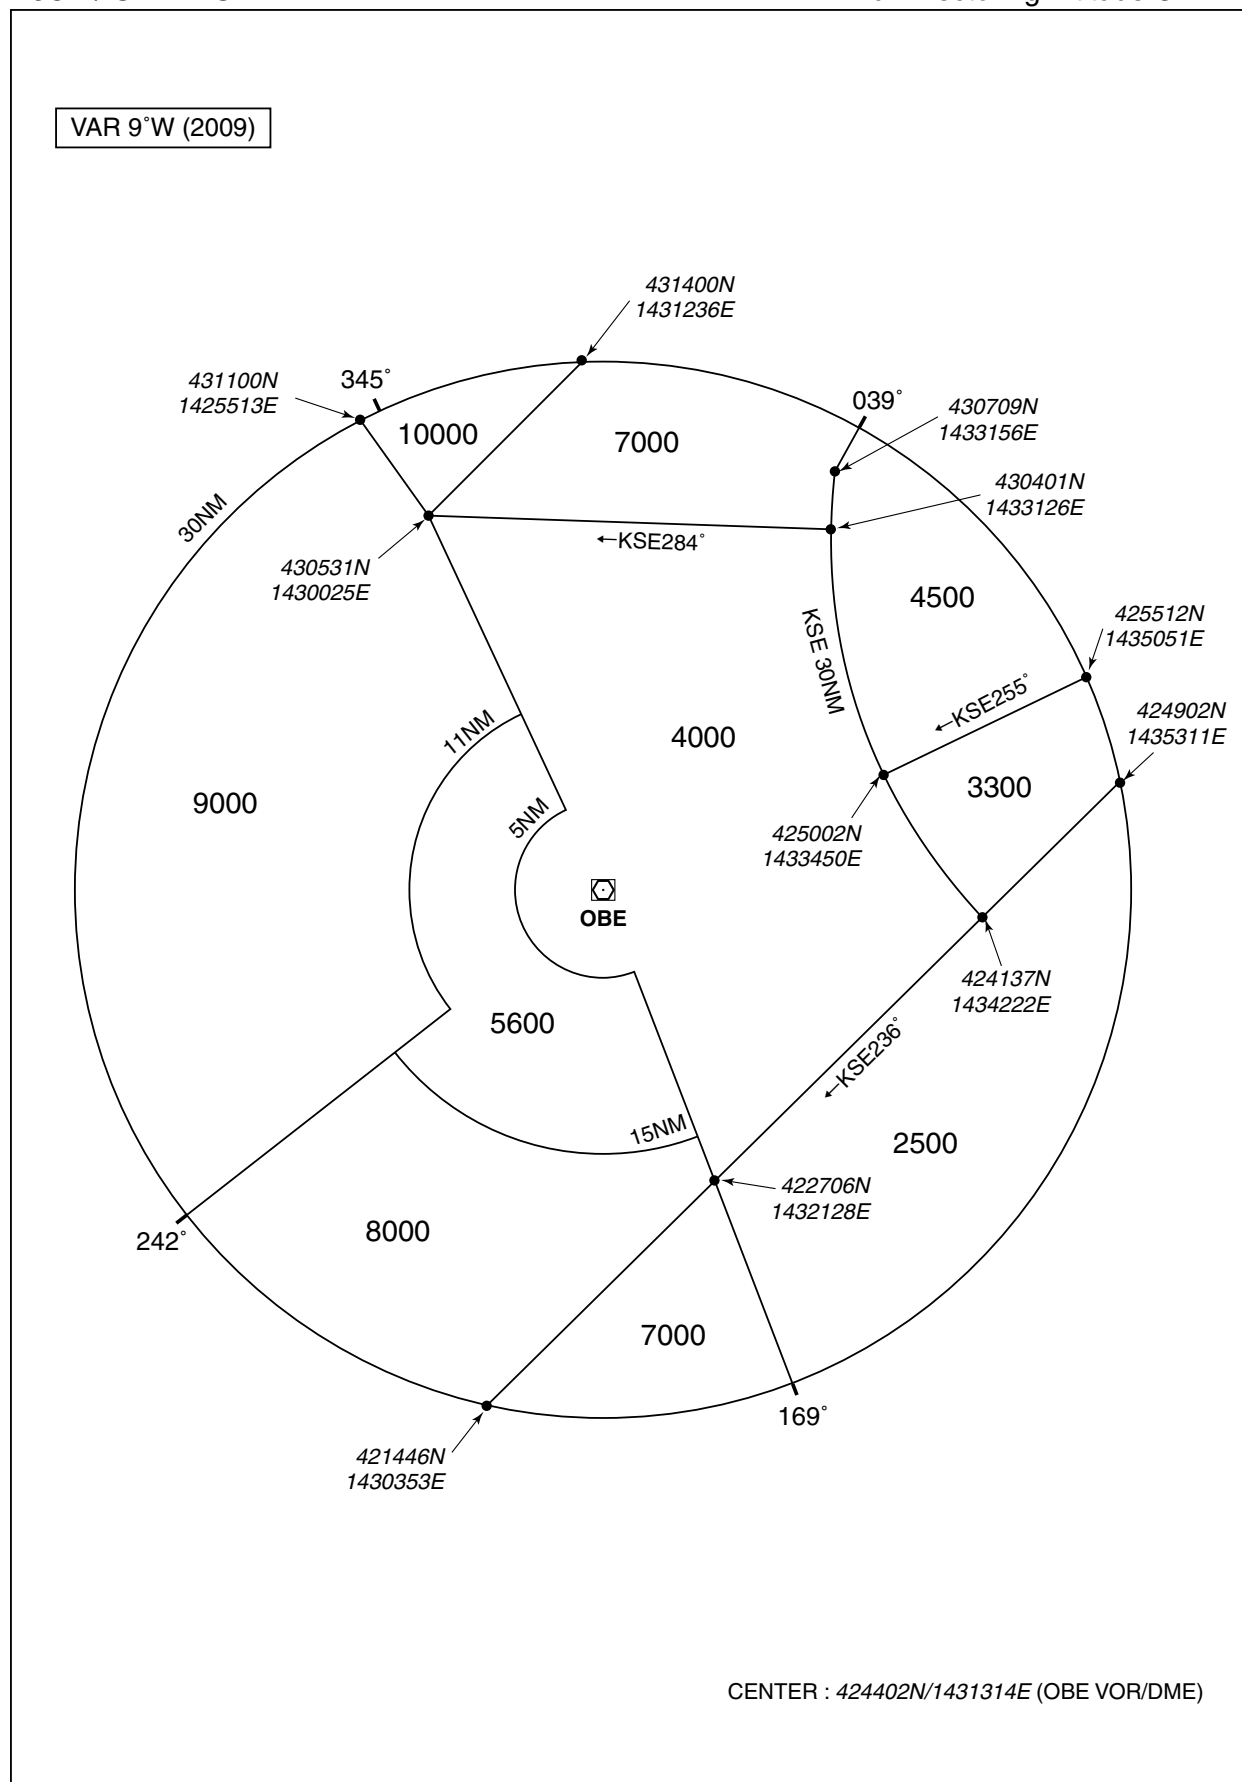 VAR 9˚W (2009)
431400N
1431236E
431100N
1425513E
345˚
039˚
430709N
1433156E
10000
7000
30NM
430401N
1433126E
←KSE284˚
430531N
1430025E
4500
425512N
1435051E
KSE 30NM
←KSE255˚
424902N
1435311E
11NM
4000
9000
3300
5NM
425002N
1433450E
OBE
424137N
1434222E
5600
←KSE236˚
15NM
2500
422706N
1432128E
242˚
8000
7000
169˚
421446N
1430353E
CENTER : 424402N/1431314E (OBE VOR/DME)